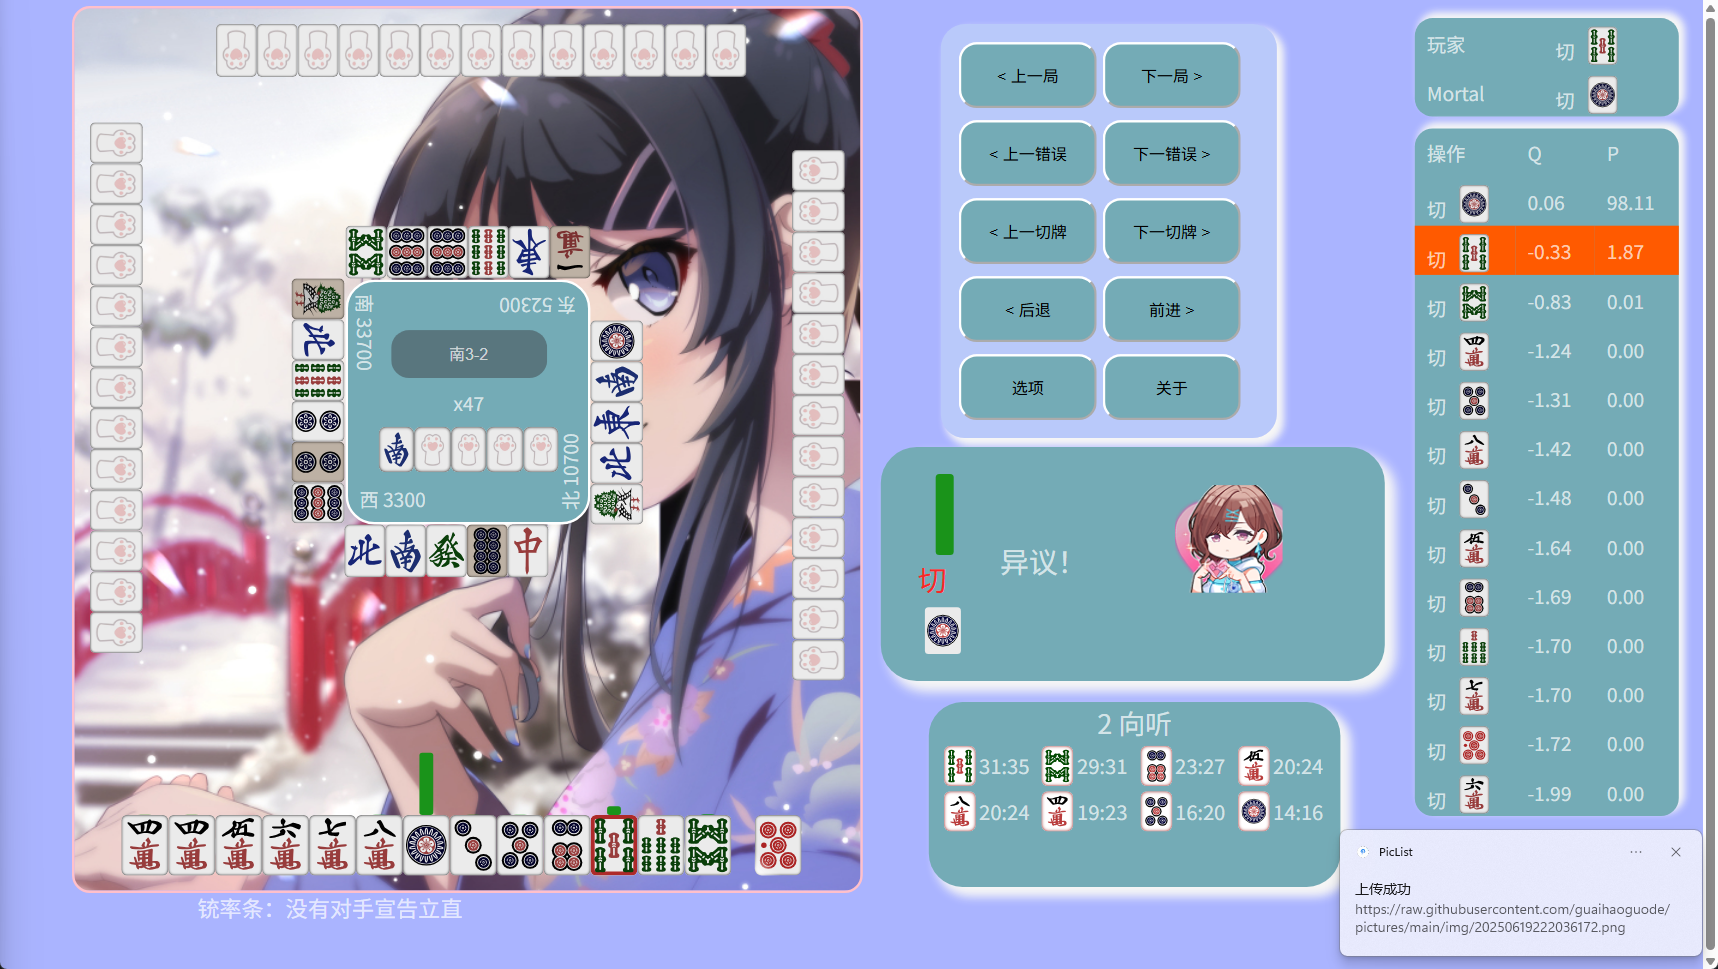 东 52300
南 33700
南3-2
x47
西 3300
北 10700
铳率条：没有对手宣告立直
< 上一局
下一局 >
< 上一错误
下一错误 >
< 上一切牌
下一切牌 >
< 后退
前进 >
选项
关于
切
异议！
2 向听
31:35
29:31
23:27
20:24
20:24
19:23
16:20
14:16
玩家 切
Mortal 切
操作 Q P
切 0.06 98.11
切 -0.33 1.87
切 -0.83 0.01
切 -1.24 0.00
切 -1.31 0.00
切 -1.42 0.00
切 -1.48 0.00
切 -1.64 0.00
切 -1.69 0.00
切 -1.70 0.00
切 -1.70 0.00
切 -1.72 0.00
切 -1.99 0.00
PicList
上传成功
https://raw.githubusercontent.com/guaihaoguode/
pictures/main/img/20250619222036172.png